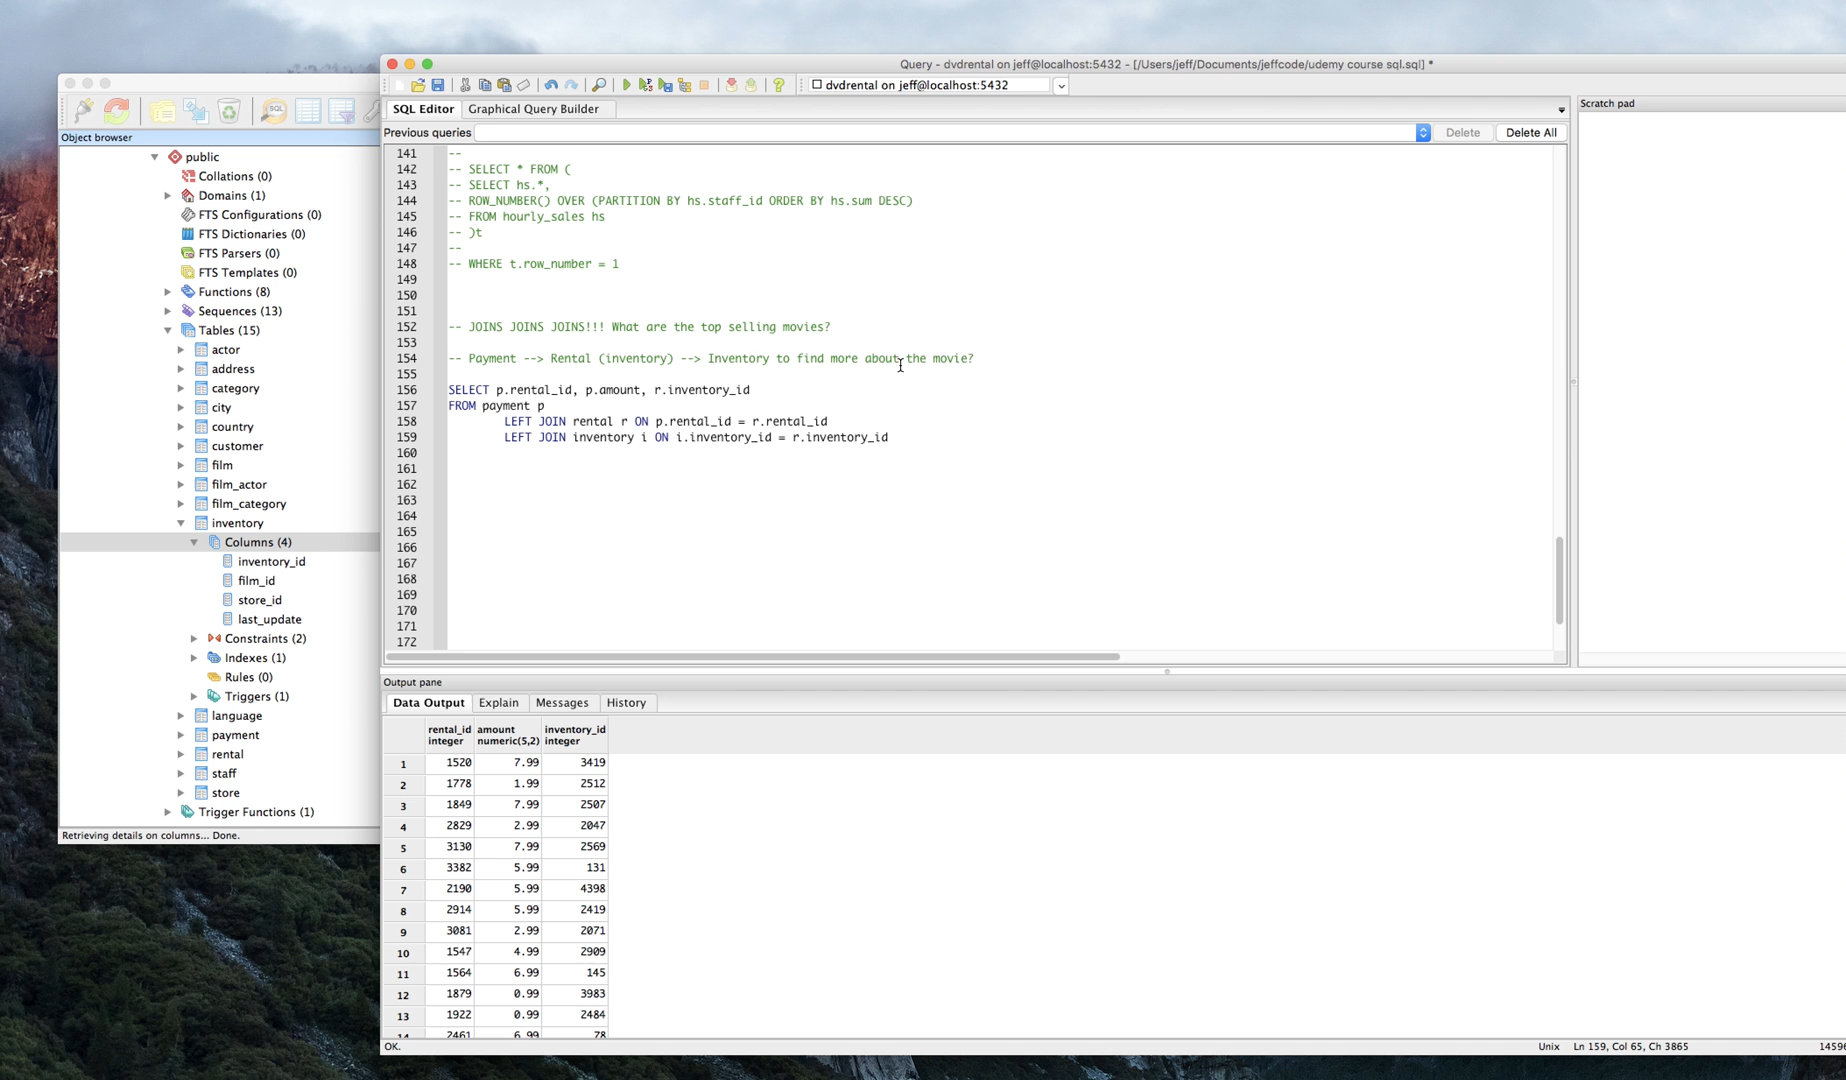 Query - dvdrental on jeff@localhost:5432 - [/Users/jeff/Documents/jeffcode/udemy course sql.sql] *
SQL
dvdrental on jeff@localhost:5432
SQL Editor
Graphical Query Builder
Scratch pad
Previous queries
Delete
Delete All
Object browser
public
Collations (0)
Domains (1)
FTS Configurations (0)
FTS Dictionaries (0)
FTS Parsers (0)
FTS Templates (0)
Functions (8)
Sequences (13)
Tables (15)
actor
address
category
city
country
customer
film
film_actor
film_category
inventory
Columns (4)
inventory_id
film_id
store_id
last_update
Constraints (2)
Indexes (1)
Rules (0)
Triggers (1)
language
payment
rental
staff
store
Trigger Functions (1)
Retrieving details on columns... Done.
141 --
142 -- SELECT * FROM (
143 -- SELECT hs.*,
144 -- ROW_NUMBER() OVER (PARTITION BY hs.staff_id ORDER BY hs.sum DESC)
145 -- FROM hourly_sales hs
146 -- )t
147 --
148 -- WHERE t.row_number = 1
149
150
151
152 -- JOINS JOINS JOINS!!! What are the top selling movies?
153
154 -- Payment --> Rental (inventory) --> Inventory to find more about the movie?
155
156 SELECT p.rental_id, p.amount, r.inventory_id
157 FROM payment p
158 LEFT JOIN rental r ON p.rental_id = r.rental_id
159 LEFT JOIN inventory i ON i.inventory_id = r.inventory_id
160
161
162
163
164
165
166
167
168
169
170
171
172
Output pane
Data Output
Explain
Messages
History
rental_id amount inventory_id
integer numeric(5,2) integer
1 1520 7.99 3419
2 1778 1.99 2512
3 1849 7.99 2507
4 2829 2.99 2047
5 3130 7.99 2569
6 3382 5.99 131
7 2190 5.99 4398
8 2914 5.99 2419
9 3081 2.99 2071
10 1547 4.99 2909
11 1564 6.99 145
12 1879 0.99 3983
13 1922 0.99 2484
14 2461 6.99 78
OK.
Unix
Ln 159, Col 65, Ch 3865
14596